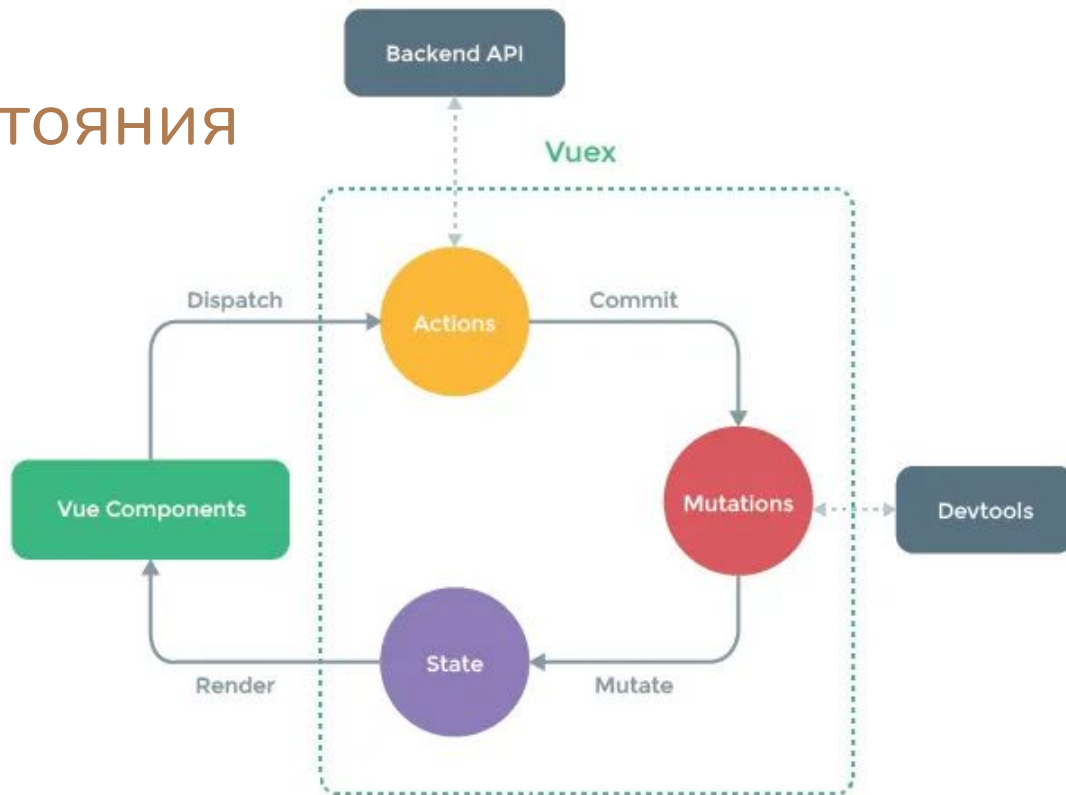 Backend API
тояния
Vuex
Dispatch
Commit
Actions
Vue Components
Mutations
Devtools
State
Render
Mutate